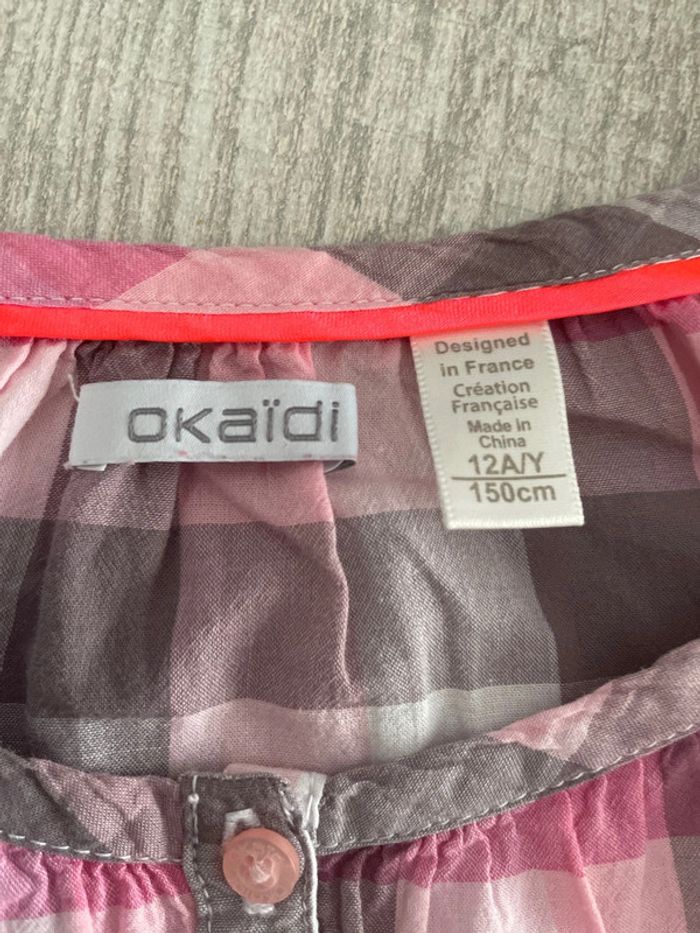 okaïdi
Designed
in France
Création
Française
Made in
China
12A/Y
150cm